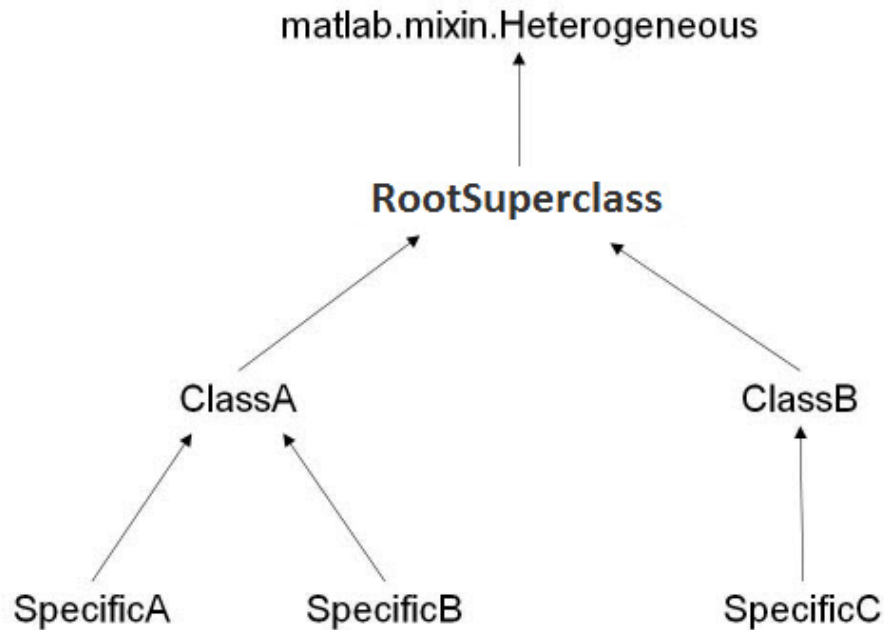 matlab.mixin.Heterogeneous
RootSuperclass
ClassA
ClassB
SpecificA
SpecificB
SpecificC